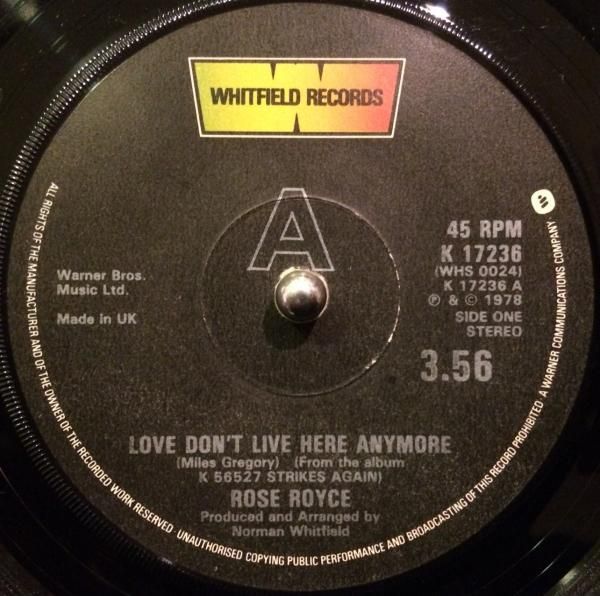 WHITFIELD RECORDS
A
45 RPM
K 17236
(WHS 0024)
K 17236 A
℗ & © 1978
SIDE ONE
STEREO
3.56
Warner Bros.
Music Ltd.
Made in UK
LOVE DON'T LIVE HERE ANYMORE
(Miles Gregory) (From the album
K 56527 STRIKES AGAIN)
ROSE ROYCE
Produced and Arranged by
Norman Whitfield
ALL RIGHTS OF THE MANUFACTURER AND OF THE OWNER OF THE RECORDED WORK RESERVED UNAUTHORISED COPYING PUBLIC PERFORMANCE AND BROADCASTING OF THIS RECORD PROHIBITED A WARNER COMMUNICATIONS COMPANY